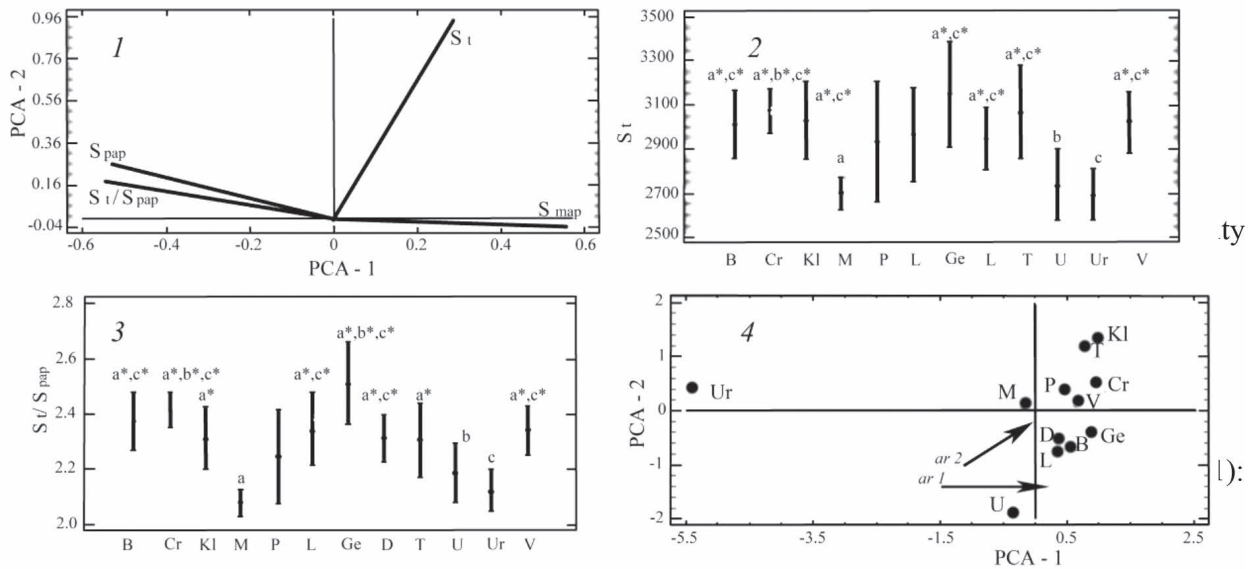 1
PCA - 2
0.96
0.76
0.56
0.36
0.16
-0.04
S t
S pap
S t/S pap
S map
-0.6 -0.4 -0.2 0 0.2 0.4 0.6
PCA - 1
2
S t
3500
3300
3100
2900
2700
2500
a*,c* a*,b*,c* a*,c* a a*,c* a*,c* a*,c* b c a*,c*
B Cr Kl M P L Ge L T U Ur V
ty
3
S t/S pap
2.8
2.6
2.4
2.2
2.0
a*,c* a*,b*,c* a* a a*,c* a*,b*,c* a*,c* a* b c a*,c*
B Cr Kl M P L Ge D T U Ur V
4
PCA - 2
2
1
0
-1
-2
Kl
T
Ur
M
P
Cr
V
D
B
Ge
L
ar 2
ar 1
U
-5.5 -3.5 -1.5 0.5 2.5
PCA - 1
):